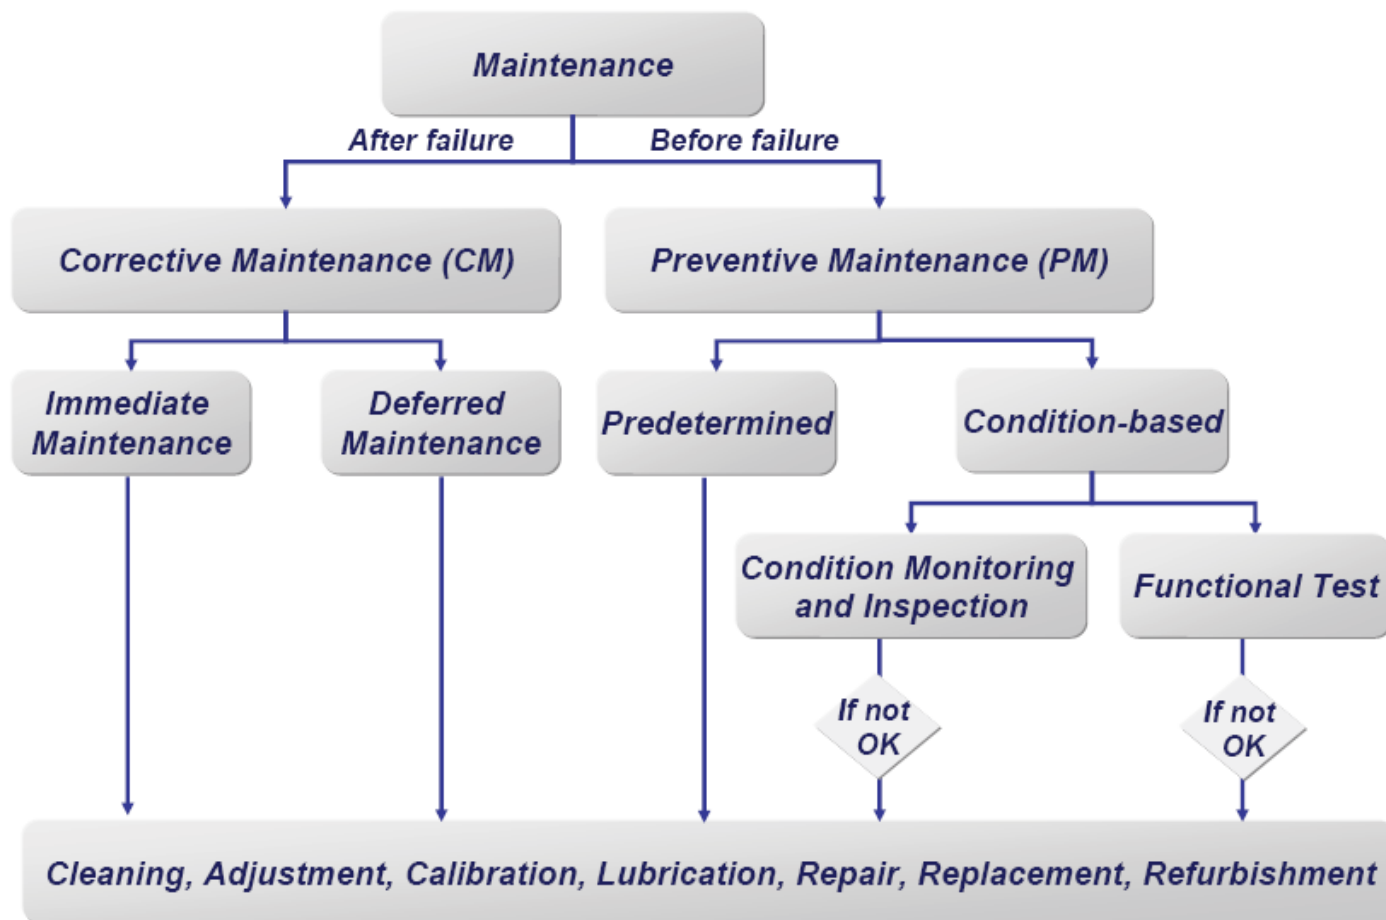 Maintenance
After failure
Before failure
Corrective Maintenance (CM)
Preventive Maintenance (PM)
Immediate
Maintenance
Deferred
Maintenance
Predetermined
Condition-based
Condition Monitoring
and Inspection
Functional Test
If not
OK
If not
OK
Cleaning, Adjustment, Calibration, Lubrication, Repair, Replacement, Refurbishment